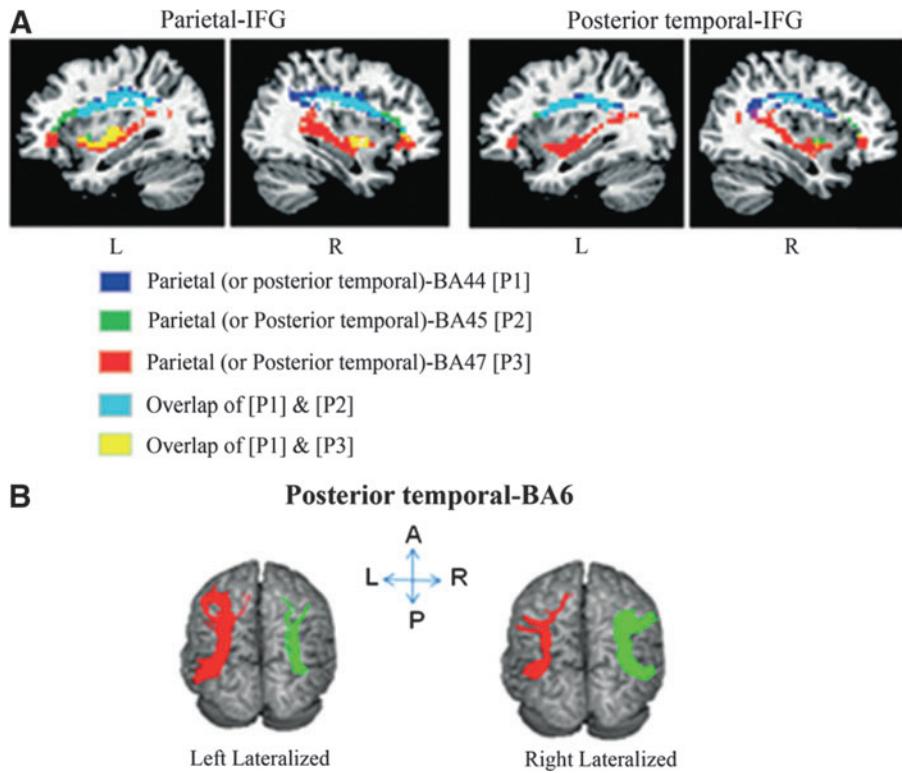 A
Parietal-IFG
Posterior temporal-IFG
L
R
L
R
Parietal (or posterior temporal)-BA44 [P1]
Parietal (or Posterior temporal)-BA45 [P2]
Parietal (or Posterior temporal)-BA47 [P3]
Overlap of [P1] & [P2]
Overlap of [P1] & [P3]
B
Posterior temporal-BA6
A
L R
P
Left Lateralized
Right Lateralized